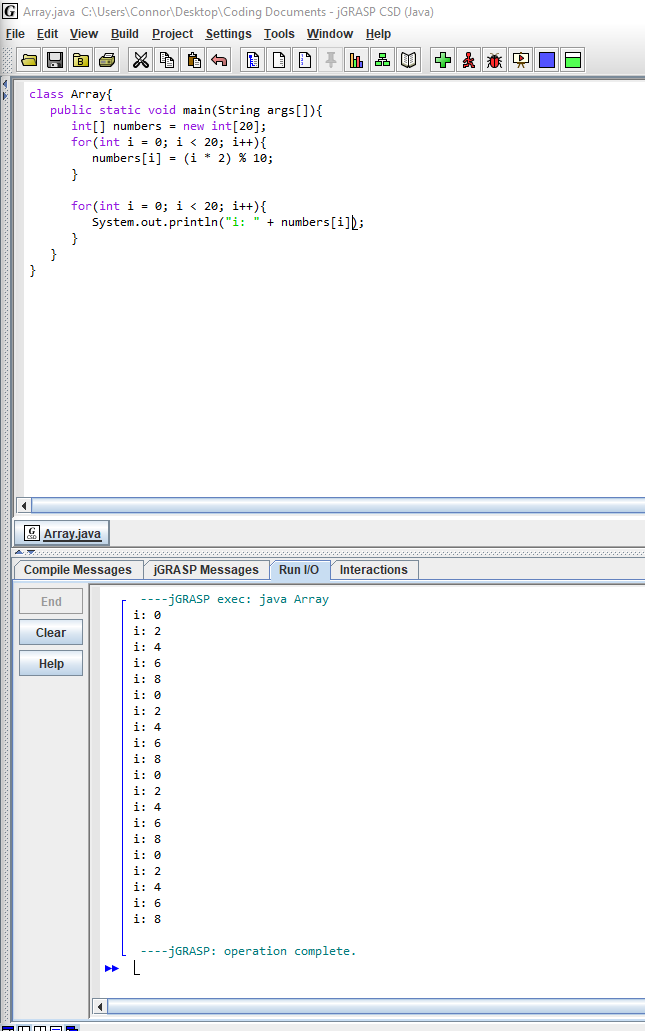 G Array.java  C:\Users\Connor\Desktop\Coding Documents - jGRASP CSD (Java)
File Edit View Build Project Settings Tools Window Help
class Array{
   public static void main(String args[]){
      int[] numbers = new int[20];
      for(int i = 0; i < 20; i++){
         numbers[i] = (i * 2) % 10;
      }
      for(int i = 0; i < 20; i++){
         System.out.println("i: " + numbers[i]);
      }
   }
}
G CSD Array.java
Compile Messages jGRASP Messages Run I/O Interactions
End
Clear
Help
----jGRASP exec: java Array
i: 0
i: 2
i: 4
i: 6
i: 8
i: 0
i: 2
i: 4
i: 6
i: 8
i: 0
i: 2
i: 4
i: 6
i: 8
i: 0
i: 2
i: 4
i: 6
i: 8
----jGRASP: operation complete.